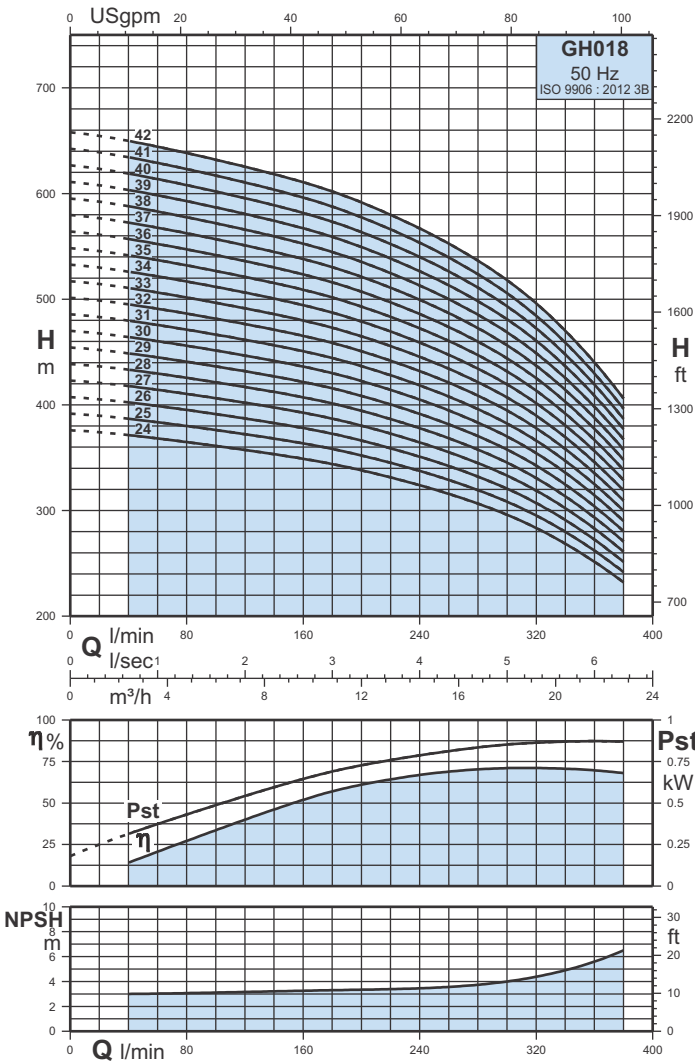 0 20 40 60 80 100
USgpm
GH018
50 Hz
ISO 9906 : 2012 3B
700
600
500
400
300
200
H
m
2200
1900
1600
1300
1000
700
H
ft
42
41
40
39
38
37
36
35
34
33
32
31
30
29
28
27
26
25
24
0 80 160 240 320 400
Q l/min
0 1 2 3 4 5 6
l/sec
0 4 8 12 16 20 24
m³/h
100
75
50
25
0
η%
1
0.75
0.5
0.25
0
Pst
kW
Pst
η
NPSH
m
10
8
6
4
2
0
30
20
10
0
ft
0 80 160 240 320 400
Q l/min